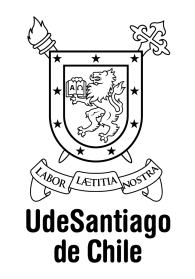 LABOR LÆTITIA NOSTRA
UdeSantiago
de Chile